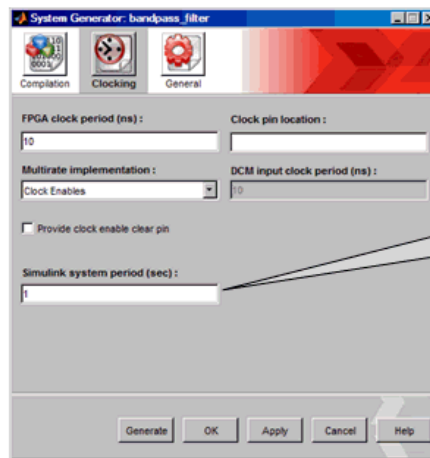 System Generator: bandpass_filter
Compilation Clocking General
FPGA clock period (ns) : Clock pin location :
10
Multirate implementation : DCM input clock period (ns) :
Clock Enables 10
Provide clock enable clear pin
Simulink system period (sec) :
1
Generate OK Apply Cancel Help